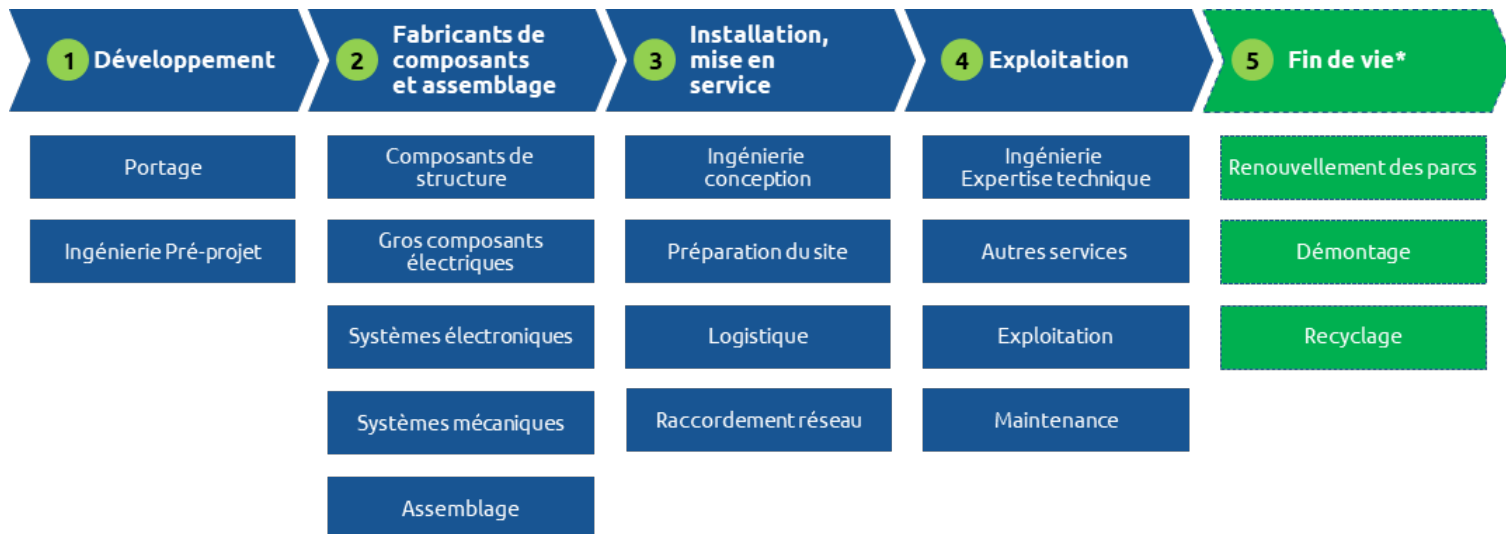 1 Développement
2 Fabricants de
composants
et assemblage
3 Installation,
mise en
service
4 Exploitation
5 Fin de vie*
Portage
Ingénierie Pré-projet
Composants de
structure
Gros composants
électriques
Systèmes électroniques
Systèmes mécaniques
Assemblage
Ingénierie
conception
Préparation du site
Logistique
Raccordement réseau
Ingénierie
Expertise technique
Autres services
Exploitation
Maintenance
Renouvellement des parcs
Démontage
Recyclage